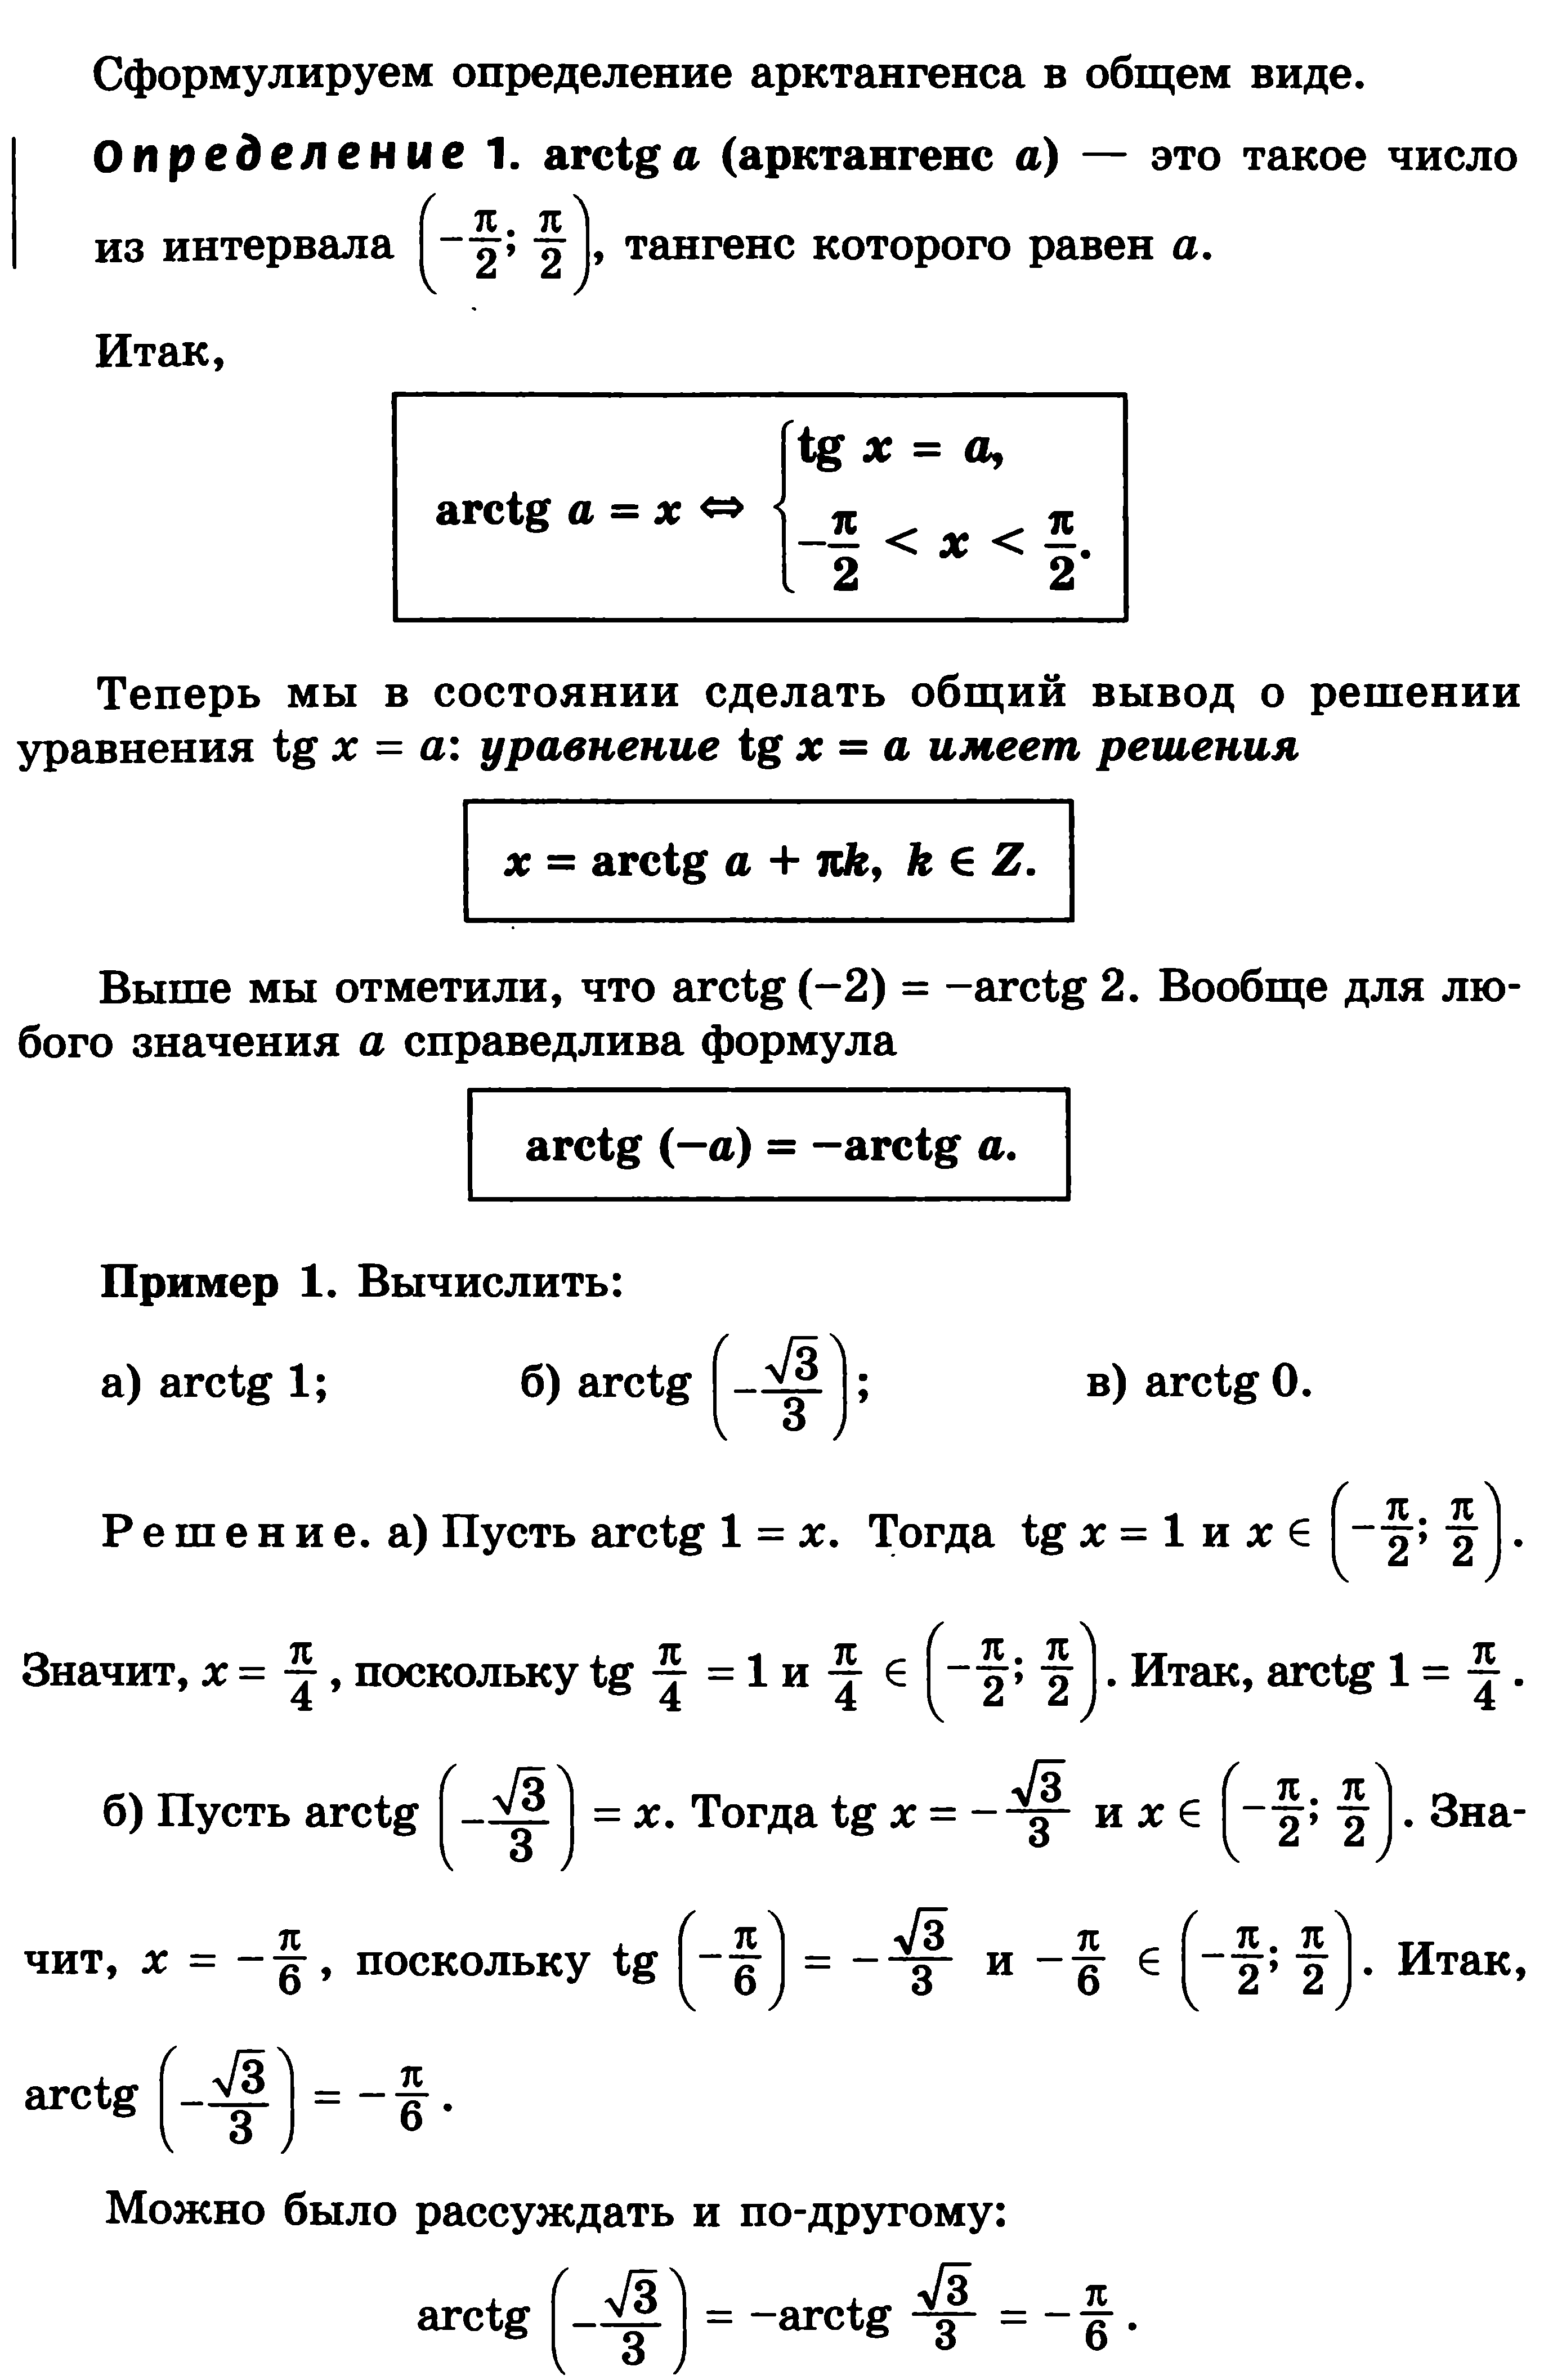 Сформулируем определение арктангенса в общем виде.
Определение 1. arctg a (арктангенс a) — это такое число
из интервала (−π/2; π/2), тангенс которого равен a.
Итак,
arctg a = x ⇔ { tg x = a,
−π/2 < x < π/2.
Теперь мы в состоянии сделать общий вывод о решении
уравнения tg x = a: уравнение tg x = a имеет решения
x = arctg a + πk, k ∈ Z.
Выше мы отметили, что arctg (−2) = −arctg 2. Вообще для лю-
бого значения a справедлива формула
arctg (−a) = −arctg a.
Пример 1. Вычислить:
а) arctg 1; б) arctg (−√3/3); в) arctg 0.
Решение. а) Пусть arctg 1 = x. Тогда tg x = 1 и x ∈ (−π/2; π/2).
Значит, x = π/4, поскольку tg π/4 = 1 и π/4 ∈ (−π/2; π/2). Итак, arctg 1 = π/4.
б) Пусть arctg (−√3/3) = x. Тогда tg x = −√3/3 и x ∈ (−π/2; π/2). Зна-
чит, x = −π/6, поскольку tg (−π/6) = −√3/3 и −π/6 ∈ (−π/2; π/2). Итак,
arctg (−√3/3) = −π/6.
Можно было рассуждать и по-другому:
arctg (−√3/3) = −arctg √3/3 = −π/6.